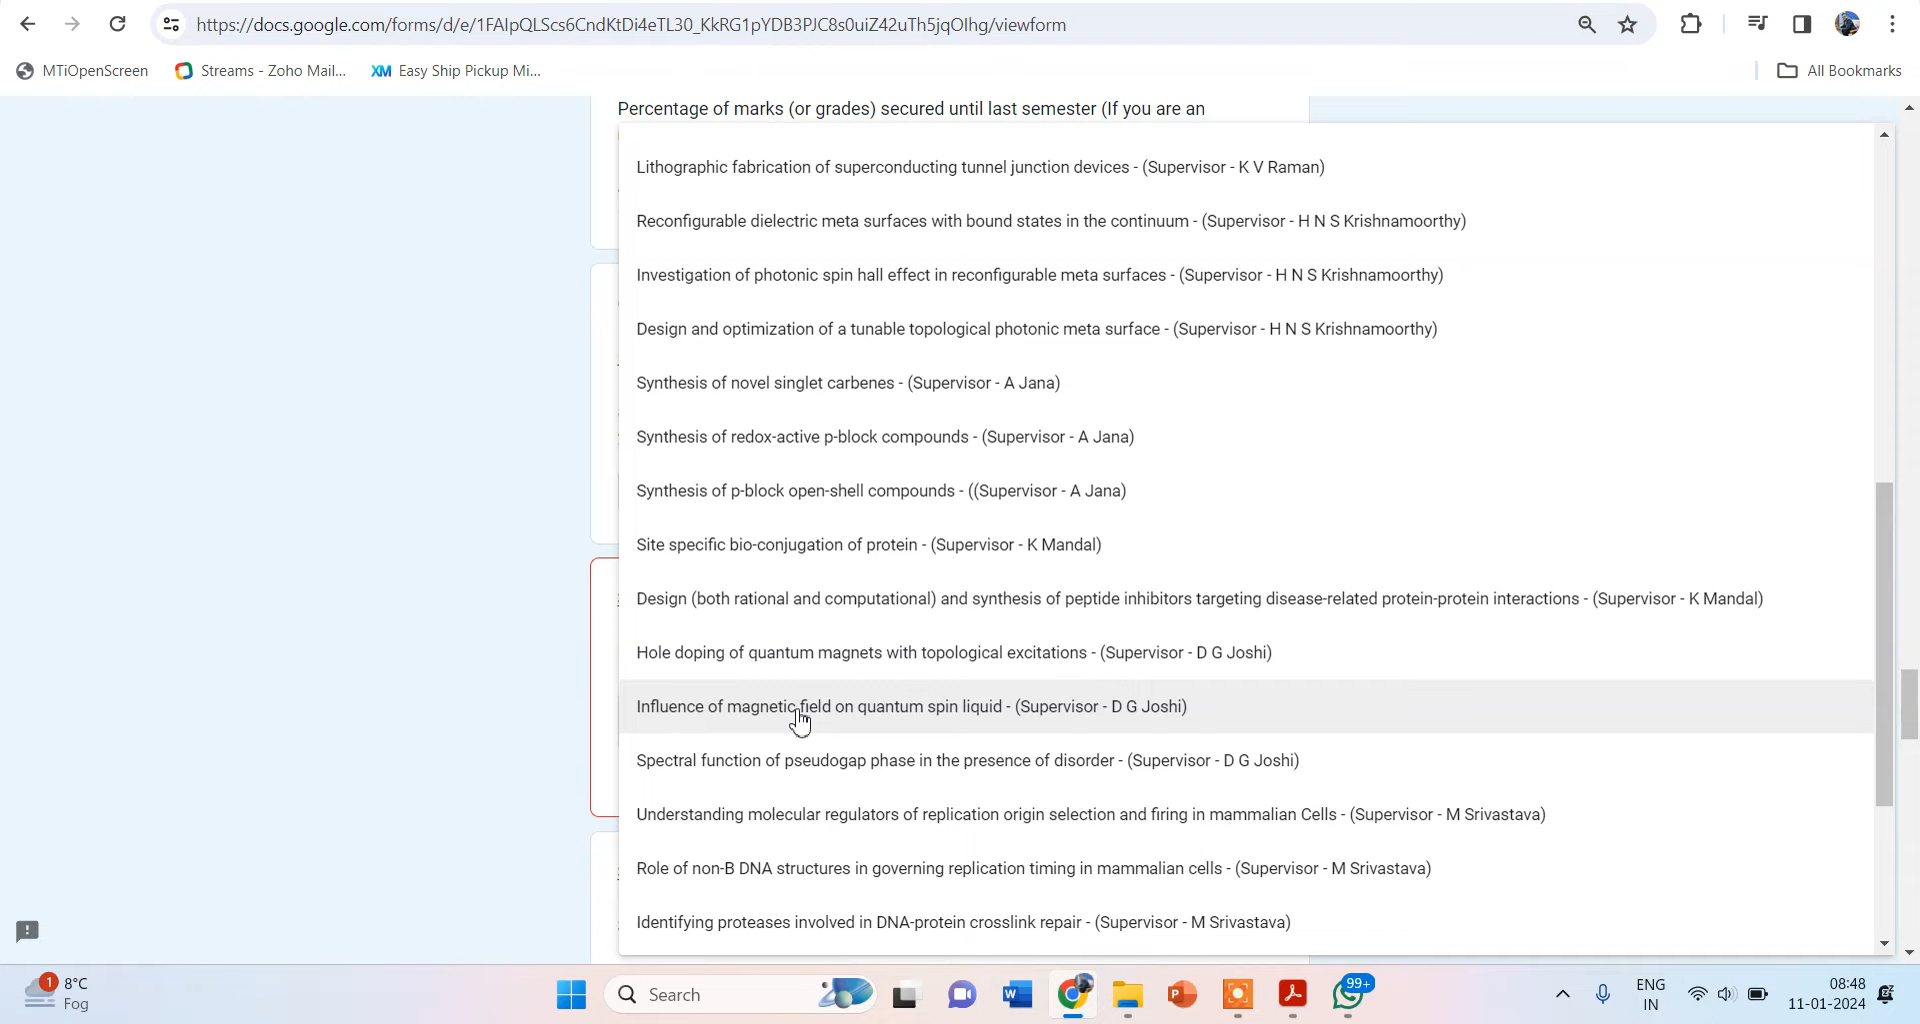 https://docs.google.com/forms/d/e/1FAIpQLScs6CndKtDi4eTL30_KkRG1pYDB3PJC8s0uiZ42uTh5jqOlhg/viewform
MTiOpenScreen
Streams - Zoho Mail...
XM Easy Ship Pickup Mi...
All Bookmarks
Percentage of marks (or grades) secured until last semester (If you are an
Lithographic fabrication of superconducting tunnel junction devices - (Supervisor - K V Raman)
Reconfigurable dielectric meta surfaces with bound states in the continuum - (Supervisor - H N S Krishnamoorthy)
Investigation of photonic spin hall effect in reconfigurable meta surfaces - (Supervisor - H N S Krishnamoorthy)
Design and optimization of a tunable topological photonic meta surface - (Supervisor - H N S Krishnamoorthy)
Synthesis of novel singlet carbenes - (Supervisor - A Jana)
Synthesis of redox-active p-block compounds - (Supervisor - A Jana)
Synthesis of p-block open-shell compounds - ((Supervisor - A Jana)
Site specific bio-conjugation of protein - (Supervisor - K Mandal)
Design (both rational and computational) and synthesis of peptide inhibitors targeting disease-related protein-protein interactions - (Supervisor - K Mandal)
Hole doping of quantum magnets with topological excitations - (Supervisor - D G Joshi)
Influence of magnetic field on quantum spin liquid - (Supervisor - D G Joshi)
Spectral function of pseudogap phase in the presence of disorder - (Supervisor - D G Joshi)
Understanding molecular regulators of replication origin selection and firing in mammalian Cells - (Supervisor - M Srivastava)
Role of non-B DNA structures in governing replication timing in mammalian cells - (Supervisor - M Srivastava)
Identifying proteases involved in DNA-protein crosslink repair - (Supervisor - M Srivastava)
1
8°C
Fog
Search
W
P
99+
ENG
IN
08:48
11-01-2024